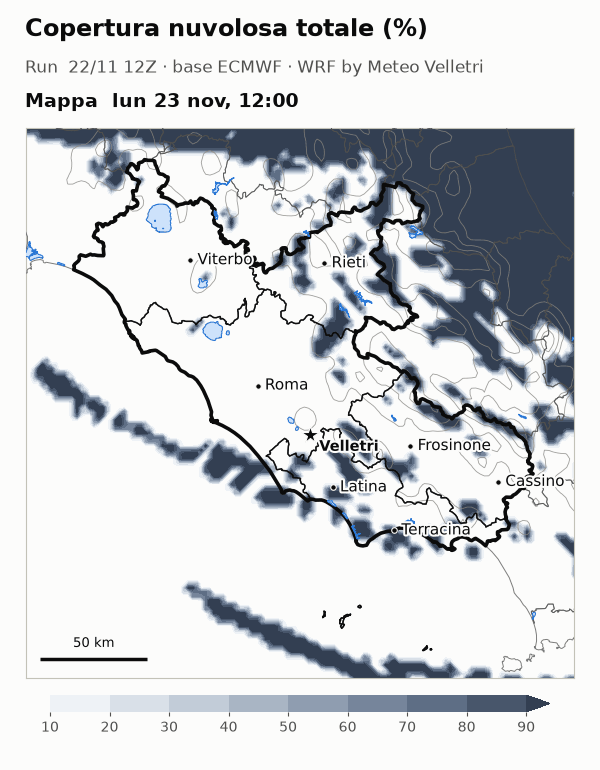 Copertura nuvolosa totale (%)
Run 22/11 12Z · base ECMWF · WRF by Meteo Velletri
Mappa lun 23 nov, 12:00
Viterbo
Rieti
Roma
Velletri
Frosinone
Latina
Cassino
Terracina
50 km
10 20 30 40 50 60 70 80 90